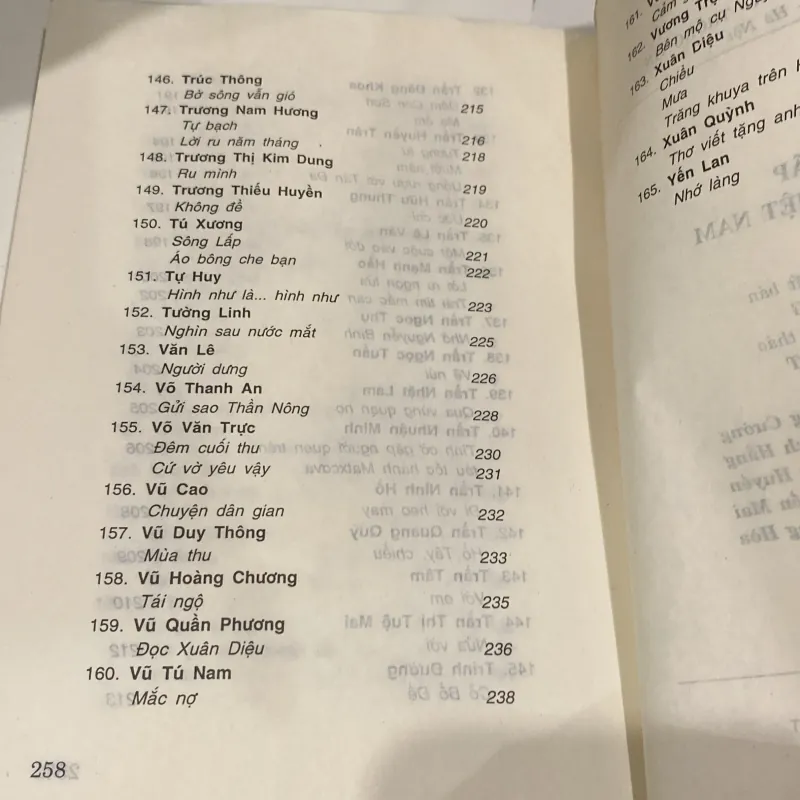 146. Trúc Thông
Bờ sông vẫn gió 215
147. Trương Nam Hương
Tự bạch
Lời ru năm tháng 216
148. Trương Thị Kim Dung 218
Ru mình
149. Trương Thiếu Huyền 219
Không đề
150. Tú Xương 220
Sông Lấp
Áo bông che bạn 221
151. Tự Huy 222
Hình như là... hình như 223
152. Tường Linh
Nghìn sau nước mắt 225
153. Văn Lê
Người dưng 226
154. Võ Thanh An
Gửi sao Thần Nông 228
155. Võ Văn Trực
Đêm cuối thu 230
Cứ vờ yêu vậy 231
156. Vũ Cao
Chuyện dân gian 232
157. Vũ Duy Thông
Mùa thu 233
158. Vũ Hoàng Chương
Tái ngộ 235
159. Vũ Quần Phương
Đọc Xuân Diệu 236
160. Vũ Tú Nam
Mắc nợ 238
258
161.
162. Vương
Bên mộ cụ
163. Xuân Diệu
Chiều
Mưa
Trăng khuya trên
164. Xuân Quỳnh
Thơ viết tặng anh
165. Yến Lan
Nhớ làng